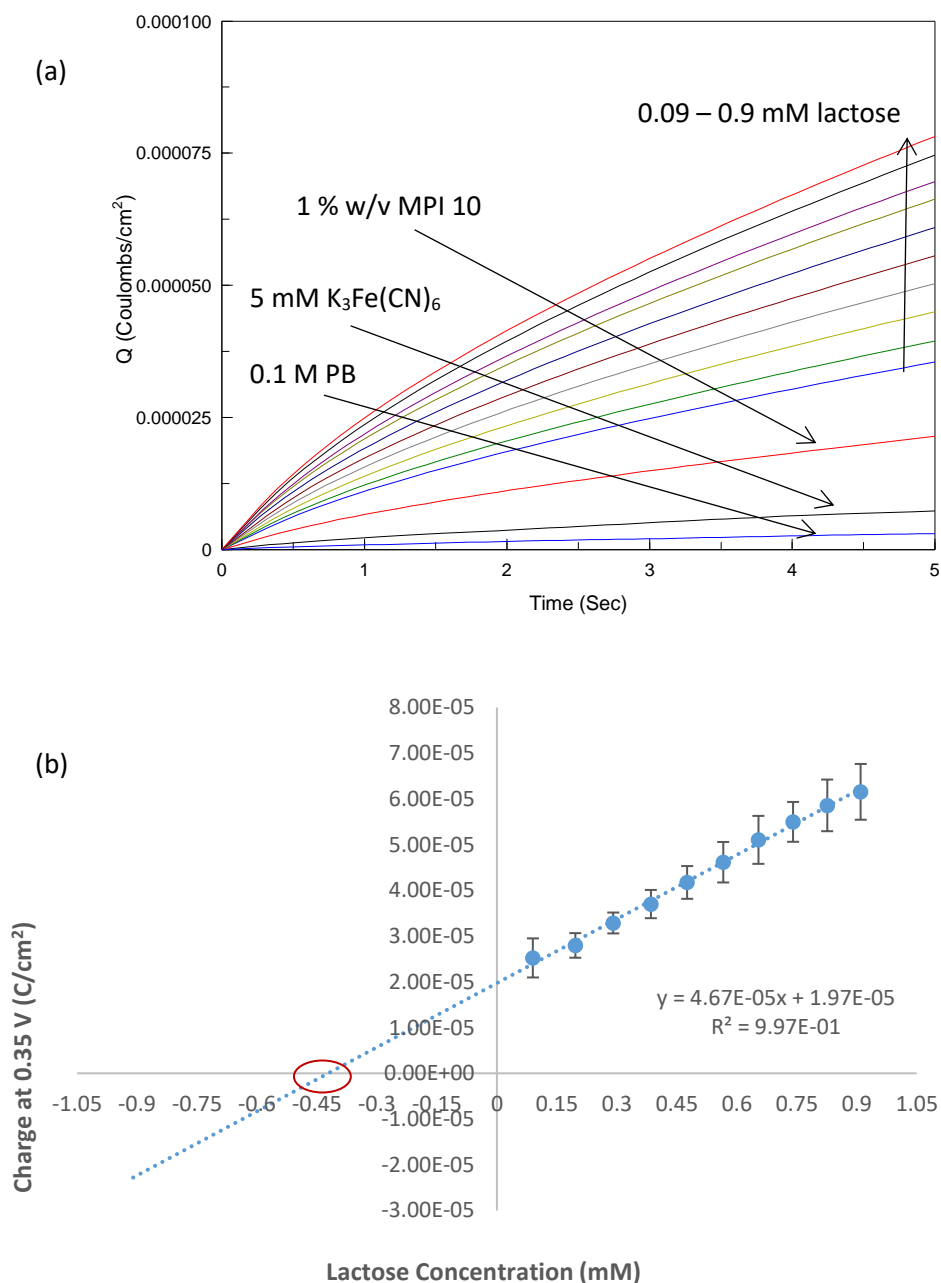 (a)
0.000100
0.000075
0.000050
0.000025
0
Q (Coulombs/cm²)
0.09 – 0.9 mM lactose
1 % w/v MPI 10
5 mM K₃Fe(CN)₆
0.1 M PB
0 1 2 3 4 5
Time (Sec)
(b)
8.00E-05
7.00E-05
6.00E-05
5.00E-05
4.00E-05
3.00E-05
2.00E-05
1.00E-05
0.00E+00
-1.00E-05
-2.00E-05
-3.00E-05
Charge at 0.35 V (C/cm²)
y = 4.67E-05x + 1.97E-05
R² = 9.97E-01
-1.05 -0.9 -0.75 -0.6 -0.45 -0.3 -0.15 0 0.15 0.3 0.45 0.6 0.75 0.9 1.05
Lactose Concentration (mM)